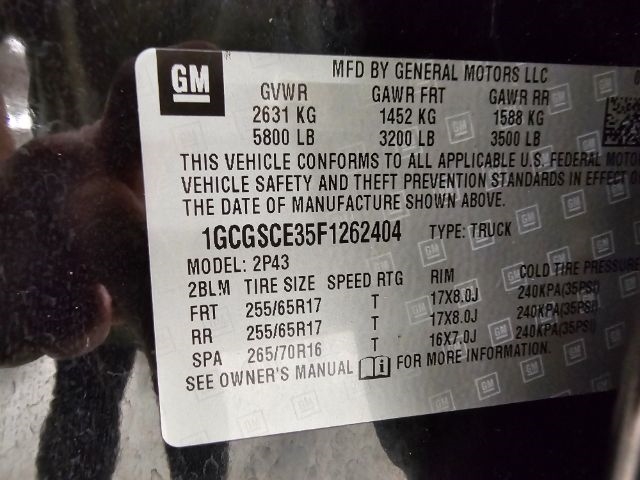 GM
MFD BY GENERAL MOTORS LLC
GVWR GAWR FRT GAWR RR
2631 KG 1452 KG 1588 KG
5800 LB 3200 LB 3500 LB
THIS VEHICLE CONFORMS TO ALL APPLICABLE U.S. FEDERAL MOTO
VEHICLE SAFETY AND THEFT PREVENTION STANDARDS IN EFFECT O
THE DATE OF MANUFACTURE SHOWN ABOVE.
1GCGSCE35F1262404 TYPE: TRUCK
MODEL: 2P43
2BLM TIRE SIZE SPEED RTG RIM COLD TIRE PRESSURE
FRT 255/65R17 T 17X8.0J 240KPA(35PSI)
RR 255/65R17 T 17X8.0J 240KPA(35PSI)
SPA 265/70R16 T 16X7.0J 240KPA(35PSI)
SEE OWNER'S MANUAL FOR MORE INFORMATION.